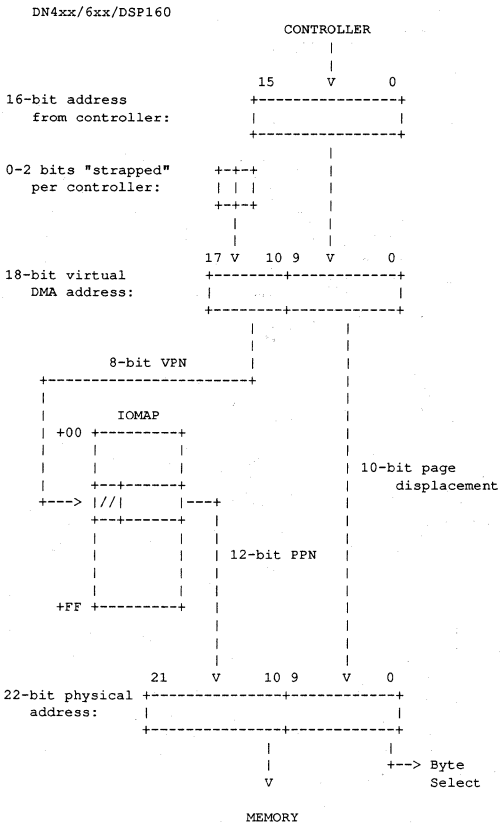 DN4xx/6xx/DSP160
CONTROLLER
15 V 0
16-bit address
from controller:
0-2 bits "strapped"
per controller:
17 V 10 9 V 0
18-bit virtual
DMA address:
8-bit VPN
IOMAP
+00
10-bit page
displacement
//
12-bit PPN
+FF
21 V 10 9 V 0
22-bit physical
address:
Byte
V Select
MEMORY